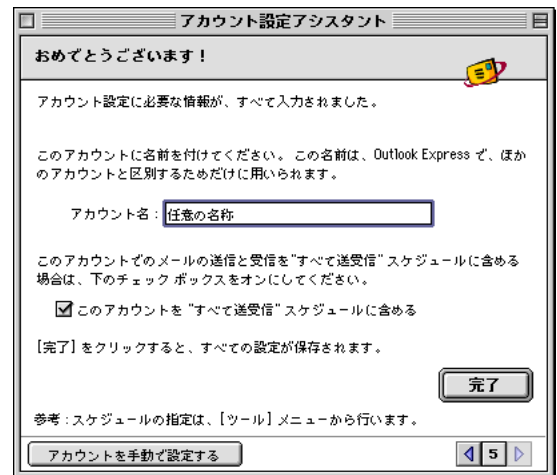 アカウント設定アシスタント
おめでとうございます！
アカウント設定に必要な情報が、すべて入力されました。
このアカウントに名前を付けてください。この名前は、Outlook Express で、ほか
のアカウントと区別するためだけに用いられます。
アカウント名：任意の名称
このアカウントでのメールの送信と受信を"すべて送受信" スケジュールに含める
場合は、下のチェック ボックスをオンにしてください。
このアカウントを "すべて送受信" スケジュールに含める
[完了] をクリックすると、すべての設定が保存されます。
完了
参考：スケジュールの指定は、[ツール] メニューから行います。
アカウントを手動で設定する
5